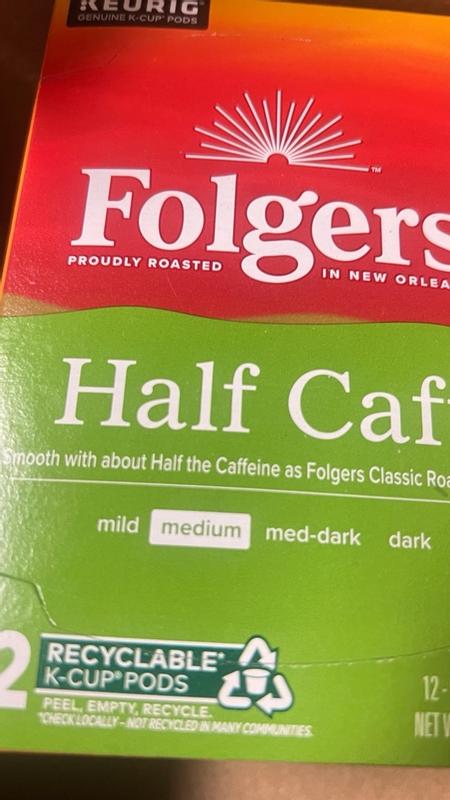 KEURIG
GENUINE K-CUP® PODS
Folgers
™
PROUDLY ROASTED
IN NEW ORLEA
Half Caf
Smooth with about Half the Caffeine as Folgers Classic Roa
mild medium med-dark dark
2
RECYCLABLE*
K-CUP® PODS
PEEL, EMPTY, RECYCLE.
*CHECK LOCALLY - NOT RECYCLED IN MANY COMMUNITIES.
12-
NET